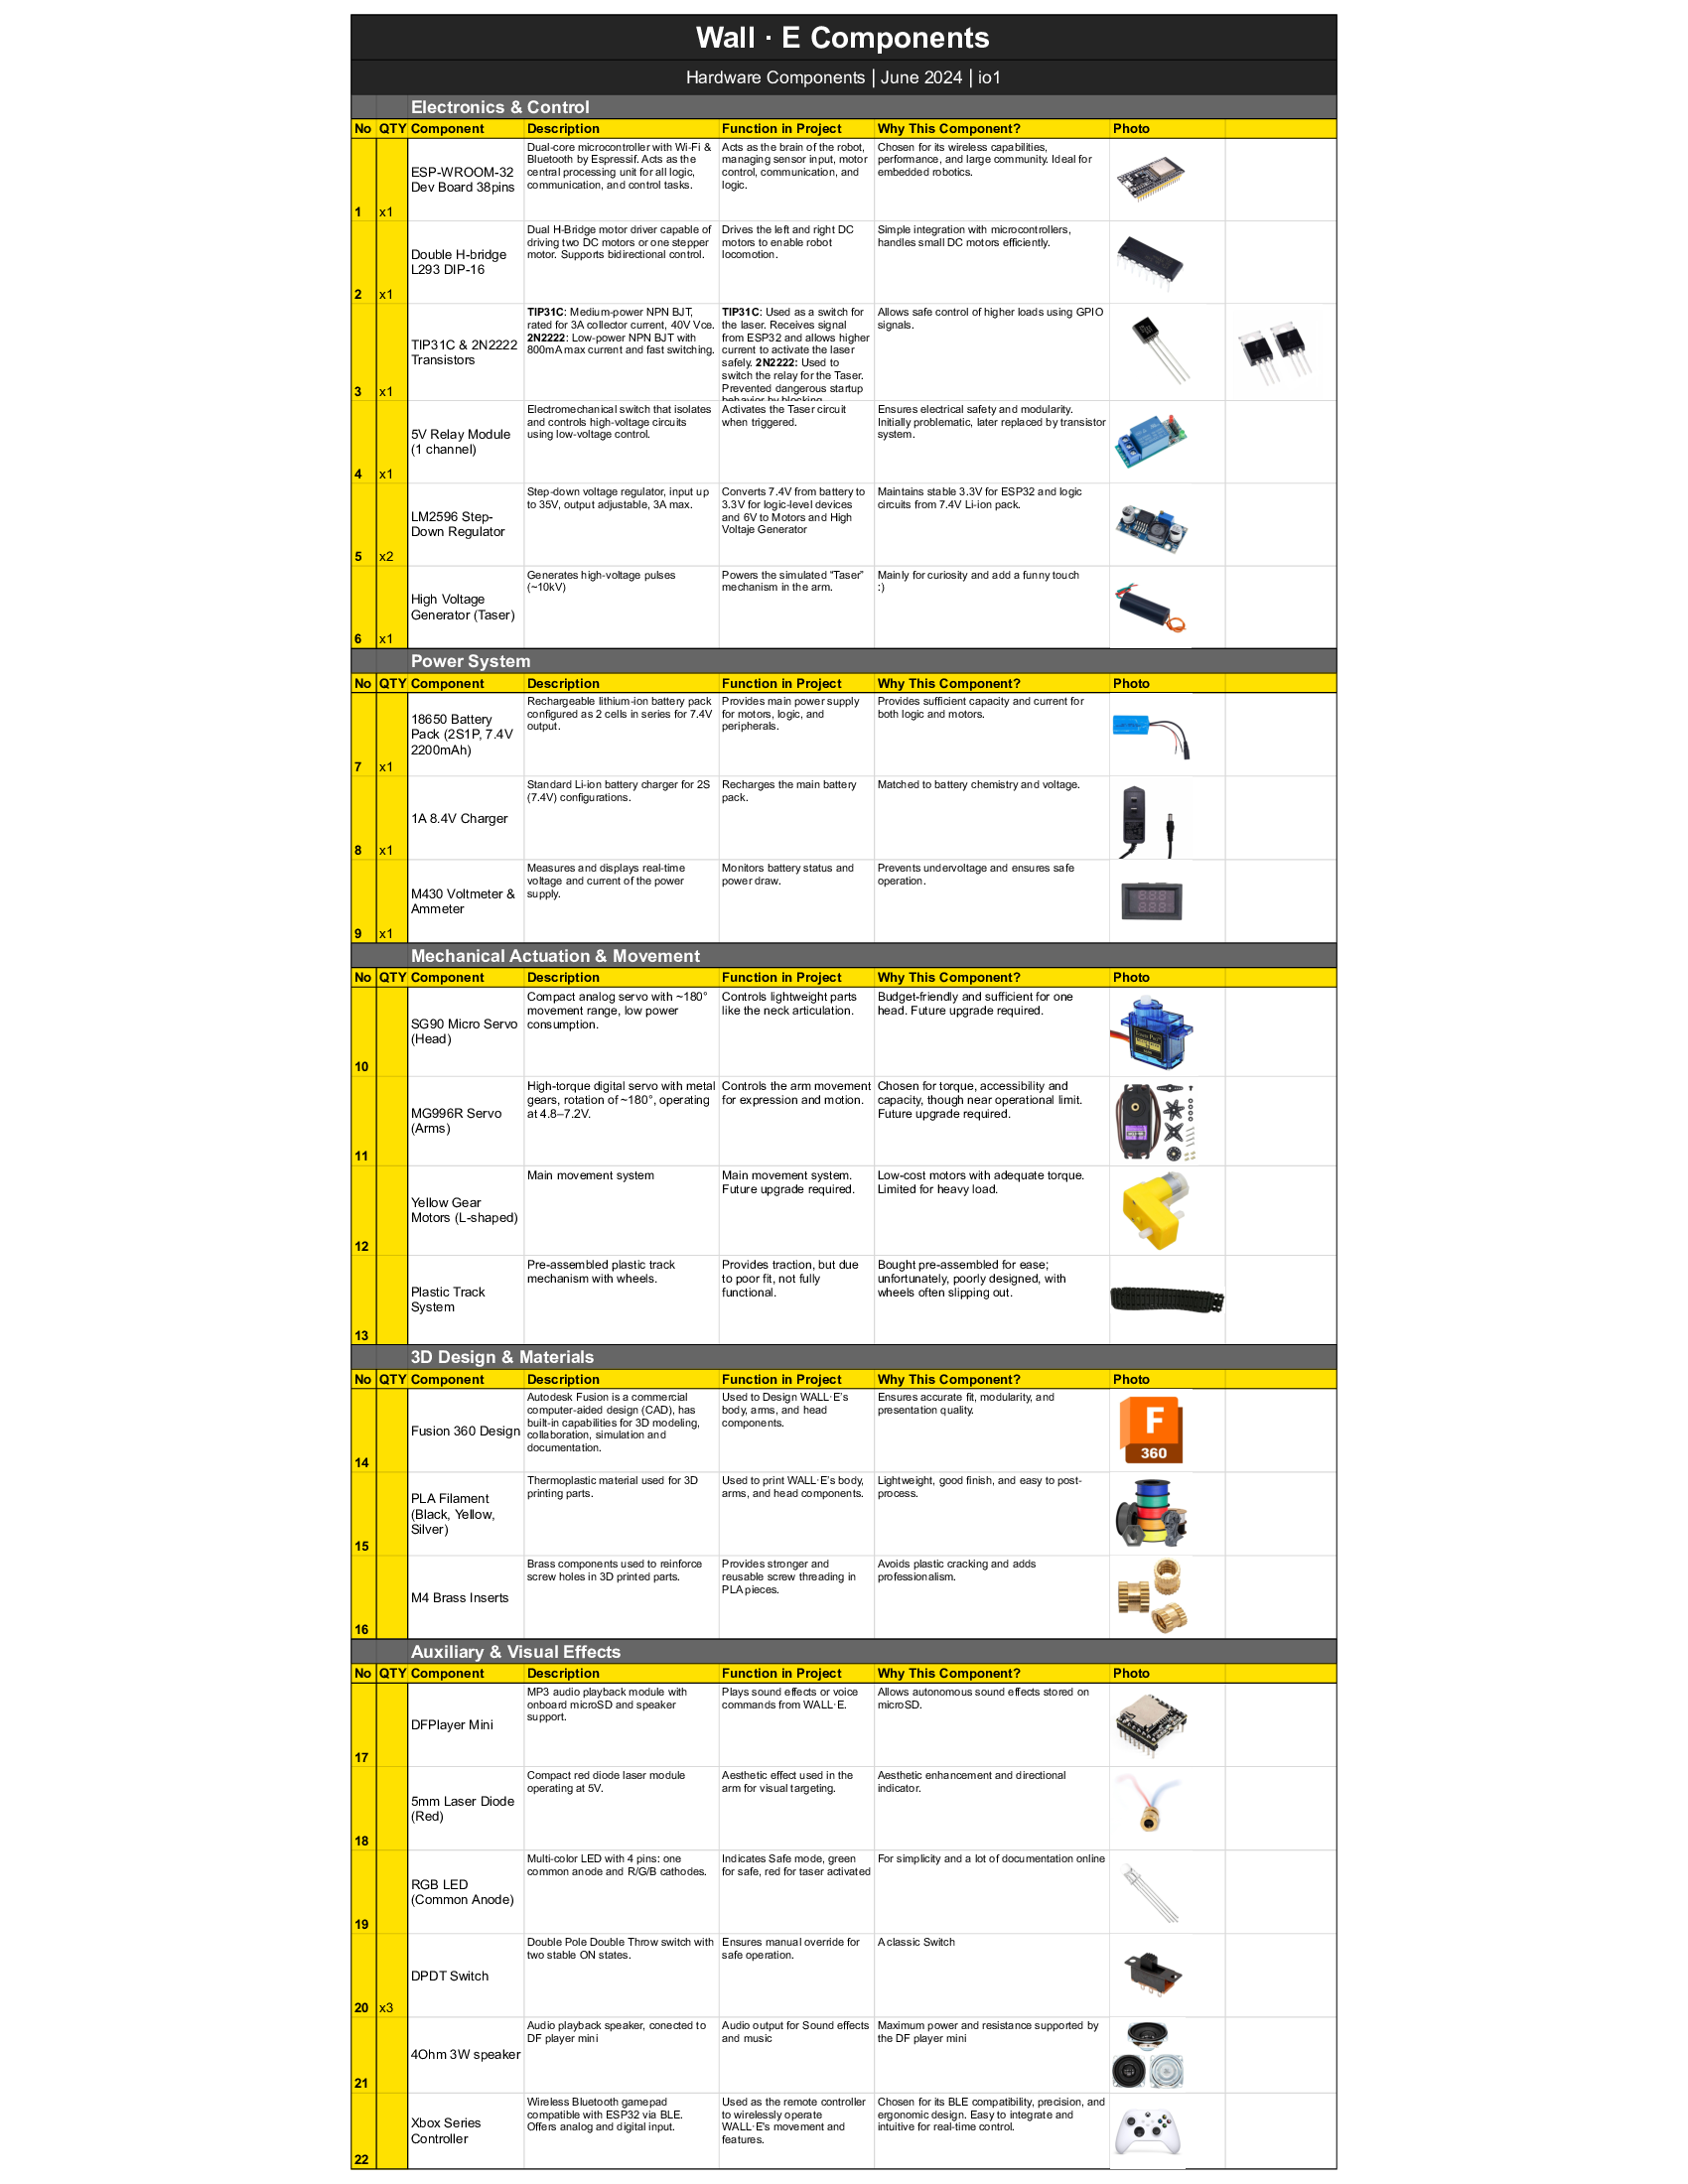 Wall · E Components
Hardware Components | June 2024 | io1
Electronics & Control
No QTY Component Description Function in Project Why This Component? Photo
1 x1
ESP-WROOM-32
Dev Board 38pins
Dual-core microcontroller with Wi-Fi &
Bluetooth by Espressif. Acts as the
central processing unit for all logic,
communication, and control tasks.
Acts as the brain of the robot,
managing sensor input, motor
control, communication, and
logic.
Chosen for its wireless capabilities,
performance, and large community. Ideal for
embedded robotics.
2 x1
Double H-bridge
L293 DIP-16
Dual H-Bridge motor driver capable of
driving two DC motors or one stepper
motor. Supports bidirectional control.
Drives the left and right DC
motors to enable robot
locomotion.
Simple integration with microcontrollers,
handles small DC motors efficiently.
3 x1
TIP31C & 2N2222
Transistors
TIP31C: Medium-power NPN BJT,
rated for 3A collector current, 40V Vce.
2N2222: Low-power NPN BJT with
800mA max current and fast switching.
TIP31C: Used as a switch for
the laser. Receives signal
from ESP32 and allows higher
current to activate the laser
safely. 2N2222: Used to
switch the relay for the Taser.
Prevented dangerous startup
behavior by blocking
Allows safe control of higher loads using GPIO
signals.
4 x1
5V Relay Module
(1 channel)
Electromechanical switch that isolates
and controls high-voltage circuits
using low-voltage control.
Activates the Taser circuit
when triggered.
Ensures electrical safety and modularity.
Initially problematic, later replaced by transistor
system.
5 x2
LM2596 Step-
Down Regulator
Step-down voltage regulator, input up
to 35V, output adjustable, 3A max.
Converts 7.4V from battery to
3.3V for logic-level devices
and 6V to Motors and High
Voltaje Generator
Maintains stable 3.3V for ESP32 and logic
circuits from 7.4V Li-ion pack.
6 x1
High Voltage
Generator (Taser)
Generates high-voltage pulses
(~10kV)
Powers the simulated "Taser"
mechanism in the arm.
Mainly for curiosity and add a funny touch
:)
Power System
No QTY Component Description Function in Project Why This Component? Photo
7 x1
18650 Battery
Pack (2S1P, 7.4V
2200mAh)
Rechargeable lithium-ion battery pack
configured as 2 cells in series for 7.4V
output.
Provides main power supply
for motors, logic, and
peripherals.
Provides sufficient capacity and current for
both logic and motors.
8 x1
1A 8.4V Charger
Standard Li-ion battery charger for 2S
(7.4V) configurations.
Recharges the main battery
pack.
Matched to battery chemistry and voltage.
9 x1
M430 Voltmeter &
Ammeter
Measures and displays real-time
voltage and current of the power
supply.
Monitors battery status and
power draw.
Prevents undervoltage and ensures safe
operation.
Mechanical Actuation & Movement
No QTY Component Description Function in Project Why This Component? Photo
10
SG90 Micro Servo
(Head)
Compact analog servo with ~180°
movement range, low power
consumption.
Controls lightweight parts
like the neck articulation.
Budget-friendly and sufficient for one
head. Future upgrade required.
11
MG996R Servo
(Arms)
High-torque digital servo with metal
gears, rotation of ~180°, operating
at 4.8–7.2V.
Controls the arm movement
for expression and motion.
Chosen for torque, accessibility and
capacity, though near operational limit.
Future upgrade required.
12
Yellow Gear
Motors (L-shaped)
Main movement system
Main movement system.
Future upgrade required.
Low-cost motors with adequate torque.
Limited for heavy load.
13
Plastic Track
System
Pre-assembled plastic track
mechanism with wheels.
Provides traction, but due
to poor fit, not fully
functional.
Bought pre-assembled for ease;
unfortunately, poorly designed, with
wheels often slipping out.
3D Design & Materials
No QTY Component Description Function in Project Why This Component? Photo
14
Fusion 360 Design
Autodesk Fusion is a commercial
computer-aided design (CAD), has
built-in capabilities for 3D modeling,
collaboration, simulation and
documentation.
Used to Design WALL·E's
body, arms, and head
components.
Ensures accurate fit, modularity, and
presentation quality.
F
360
15
PLA Filament
(Black, Yellow,
Silver)
Thermoplastic material used for 3D
printing parts.
Used to print WALL·E's body,
arms, and head components.
Lightweight, good finish, and easy to post-
process.
16
M4 Brass Inserts
Brass components used to reinforce
screw holes in 3D printed parts.
Provides stronger and
reusable screw threading in
PLA pieces.
Avoids plastic cracking and adds
professionalism.
Auxiliary & Visual Effects
No QTY Component Description Function in Project Why This Component? Photo
17
DFPlayer Mini
MP3 audio playback module with
onboard microSD and speaker
support.
Plays sound effects or voice
commands from WALL·E.
Allows autonomous sound effects stored on
microSD.
18
5mm Laser Diode
(Red)
Compact red diode laser module
operating at 5V.
Aesthetic effect used in the
arm for visual targeting.
Aesthetic enhancement and directional
indicator.
19
RGB LED
(Common Anode)
Multi-color LED with 4 pins: one
common anode and R/G/B cathodes.
Indicates Safe mode, green
for safe, red for taser activated
For simplicity and a lot of documentation online
20 x3
DPDT Switch
Double Pole Double Throw switch with
two stable ON states.
Ensures manual override for
safe operation.
A classic Switch
21
4Ohm 3W speaker
Audio playback speaker, conected to
DF player mini
Audio output for Sound effects
and music
Maximum power and resistance supported by
the DF player mini
22
Xbox Series
Controller
Wireless Bluetooth gamepad
compatible with ESP32 via BLE.
Offers analog and digital input.
Used as the remote controller
to wirelessly operate
WALL·E's movement and
features.
Chosen for its BLE compatibility, precision, and
ergonomic design. Easy to integrate and
intuitive for real-time control.